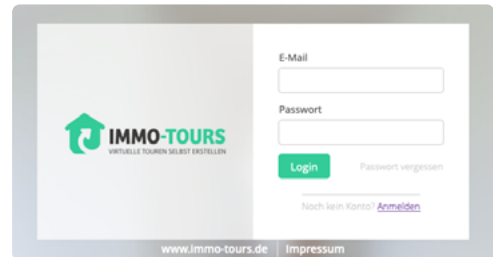 IMMO-TOURS
VIRTUELLE TOUREN SELBST ERSTELLEN
E-Mail
Passwort
Login
Passwort vergessen
Noch kein Konto? Anmelden
www.immo-tours.de | Impressum